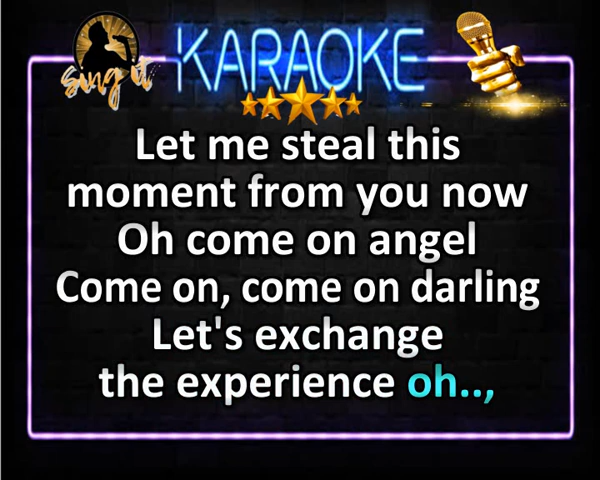 Sing it KARAOKE
Let me steal this
moment from you now
Oh come on angel
Come on, come on darling
Let's exchange
the experience oh..,